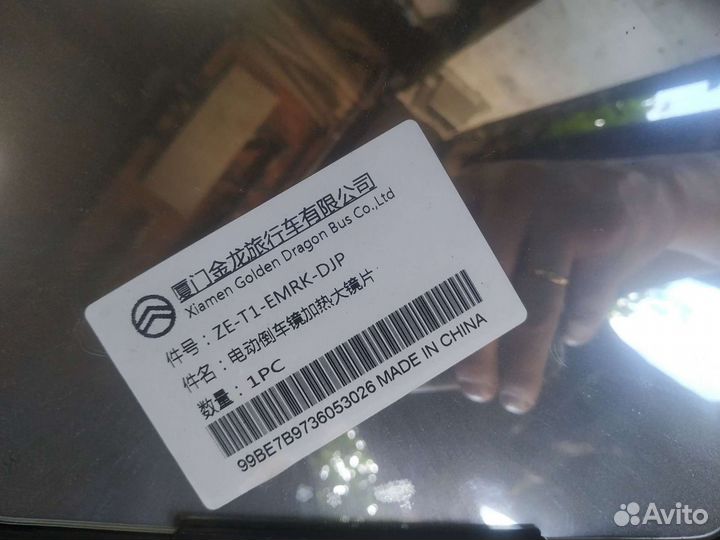 厦门金龙旅行车有限公司
Xiamen Golden Dragon Bus Co.,Ltd
件号：ZE-T1-EMRK-DJP
件名：电动倒车镜加热大镜片
数量：1PC
99BE7B9736053026 MADE IN CHINA
Avito